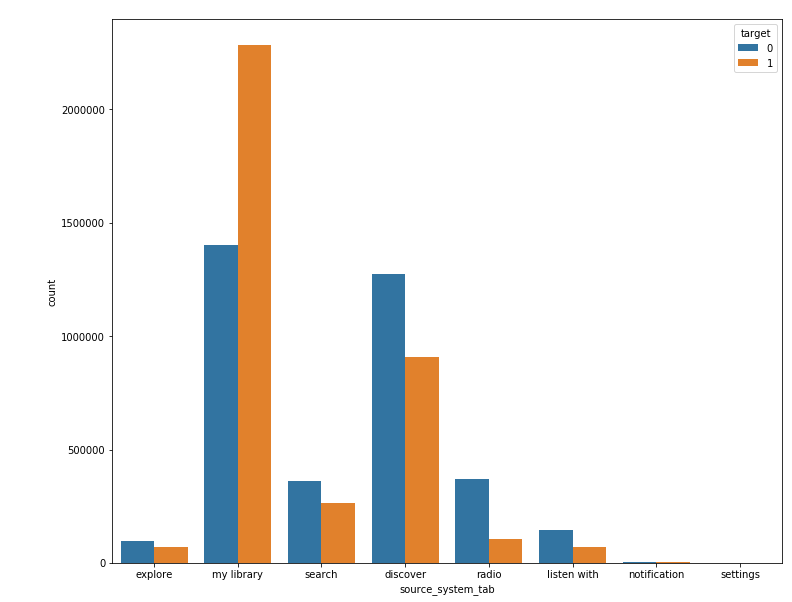 target
0
1
2000000
1500000
1000000
500000
0
count
explore my library search discover radio listen with notification settings
source_system_tab